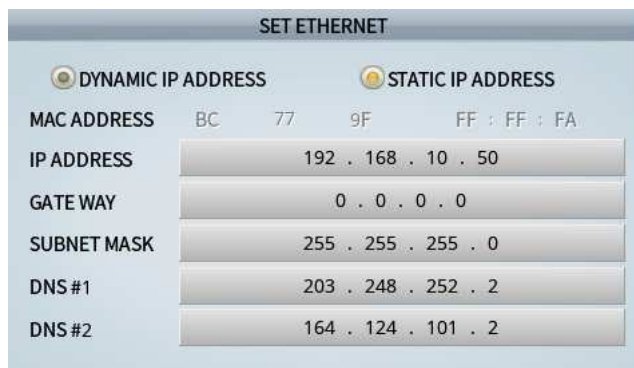 SET ETHERNET
DYNAMIC IP ADDRESS STATIC IP ADDRESS
MAC ADDRESS BC 77 9F FF : FF : FA
IP ADDRESS 192 . 168 . 10 . 50
GATE WAY 0 . 0 . 0 . 0
SUBNET MASK 255 . 255 . 255 . 0
DNS #1 203 . 248 . 252 . 2
DNS #2 164 . 124 . 101 . 2